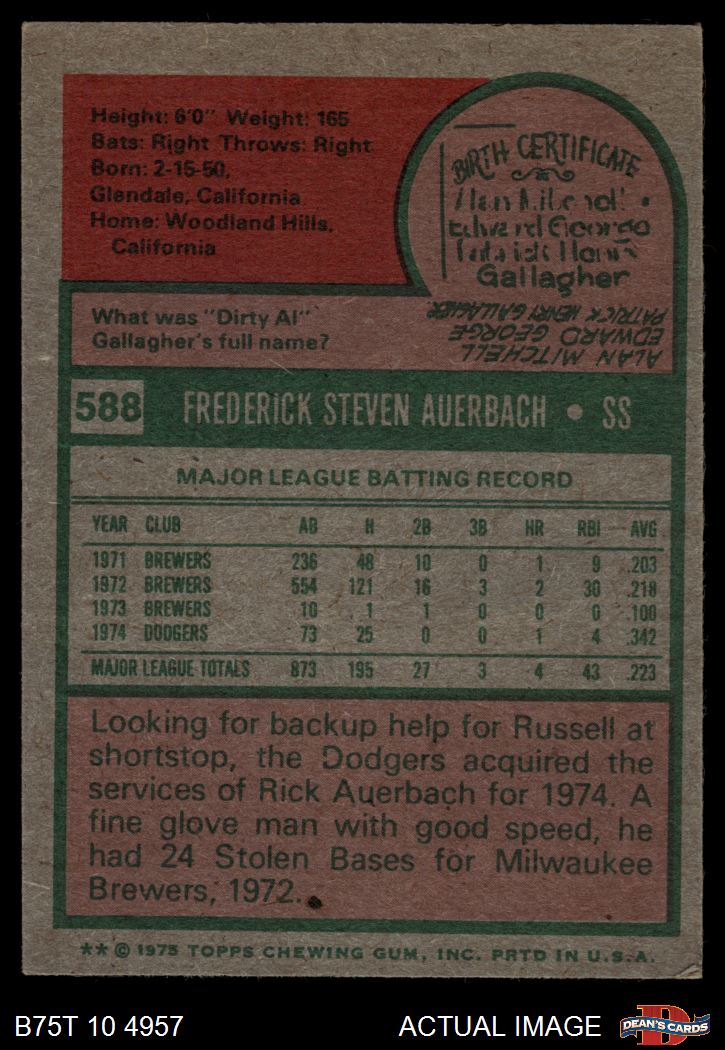 Height: 6'0" Weight: 165
Bats: Right Throws: Right
Born: 2-15-50,
Glendale, California
Home: Woodland Hills,
California
BIRTH CERTIFICATE
Edward George
Gallagher
What was "Dirty Al"
Gallagher's full name?
ALAN MITCHELL
EDWARD GEORGE
PATRICK HENRY GALLAGHER.
588 FREDERICK STEVEN AUERBACH • SS
MAJOR LEAGUE BATTING RECORD
YEAR CLUB AB H 2B 3B HR RBI AVG
1971 BREWERS 236 48 10 0 1 9 .203
1972 BREWERS 554 121 16 3 2 30 .218
1973 BREWERS 10 1 1 0 0 0 .100
1974 DODGERS 73 25 0 0 1 4 .342
MAJOR LEAGUE TOTALS 873 195 27 3 4 43 .223
Looking for backup help for Russell at
shortstop, the Dodgers acquired the
services of Rick Auerbach for 1974. A
fine glove man with good speed, he
had 24 Stolen Bases for Milwaukee
Brewers, 1972.
** © 1975 TOPPS CHEWING GUM, INC. PRTD IN U.S.A.
B75T 10 4957 ACTUAL IMAGE DEAN'S CARDS